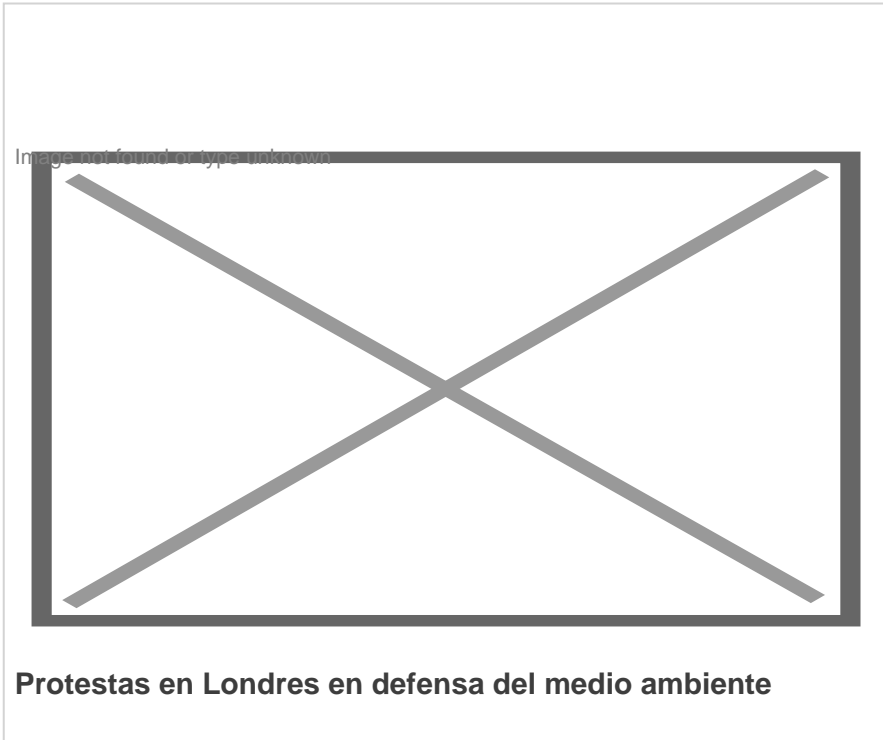 Image not found or type unknown
Protestas en Londres en defensa del medio ambiente